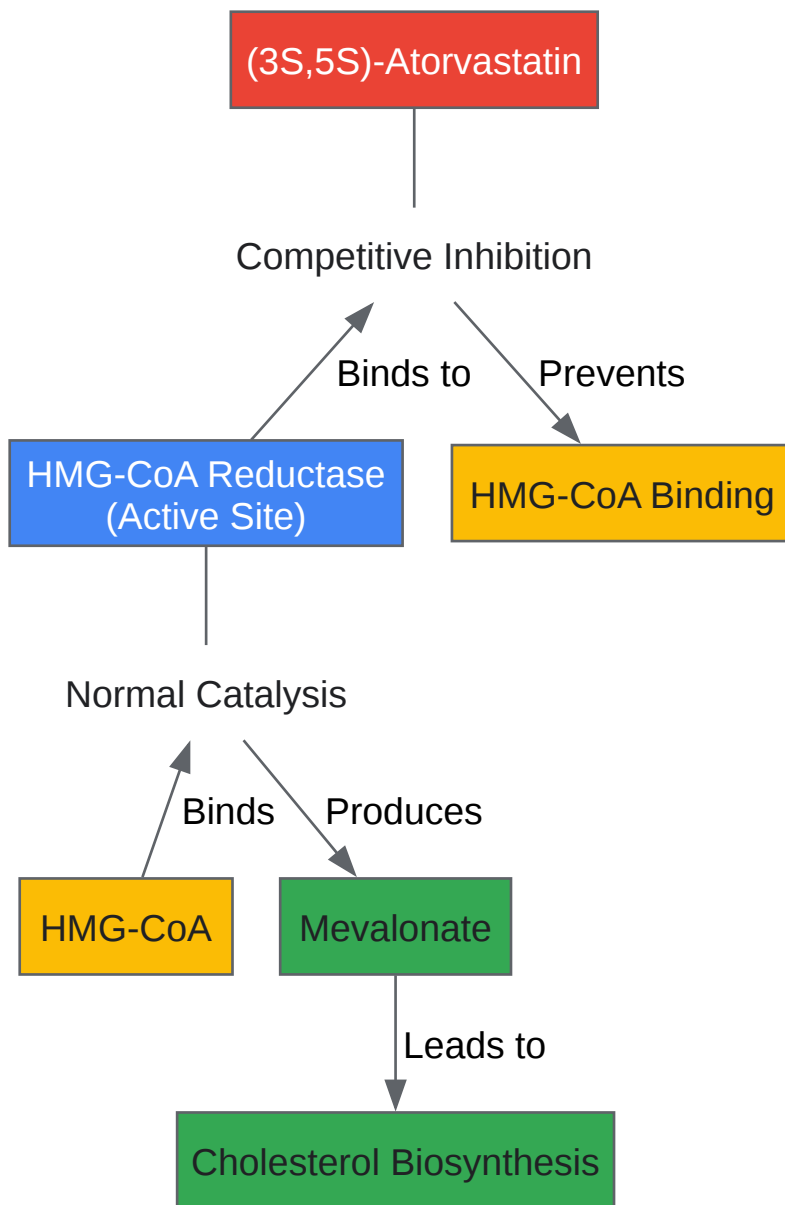 (3S,5S)-Atorvastatin
Competitive Inhibition
Binds to
Prevents
HMG-CoA Reductase
(Active Site)
HMG-CoA Binding
Normal Catalysis
Binds
Produces
HMG-CoA
Mevalonate
Leads to
Cholesterol Biosynthesis